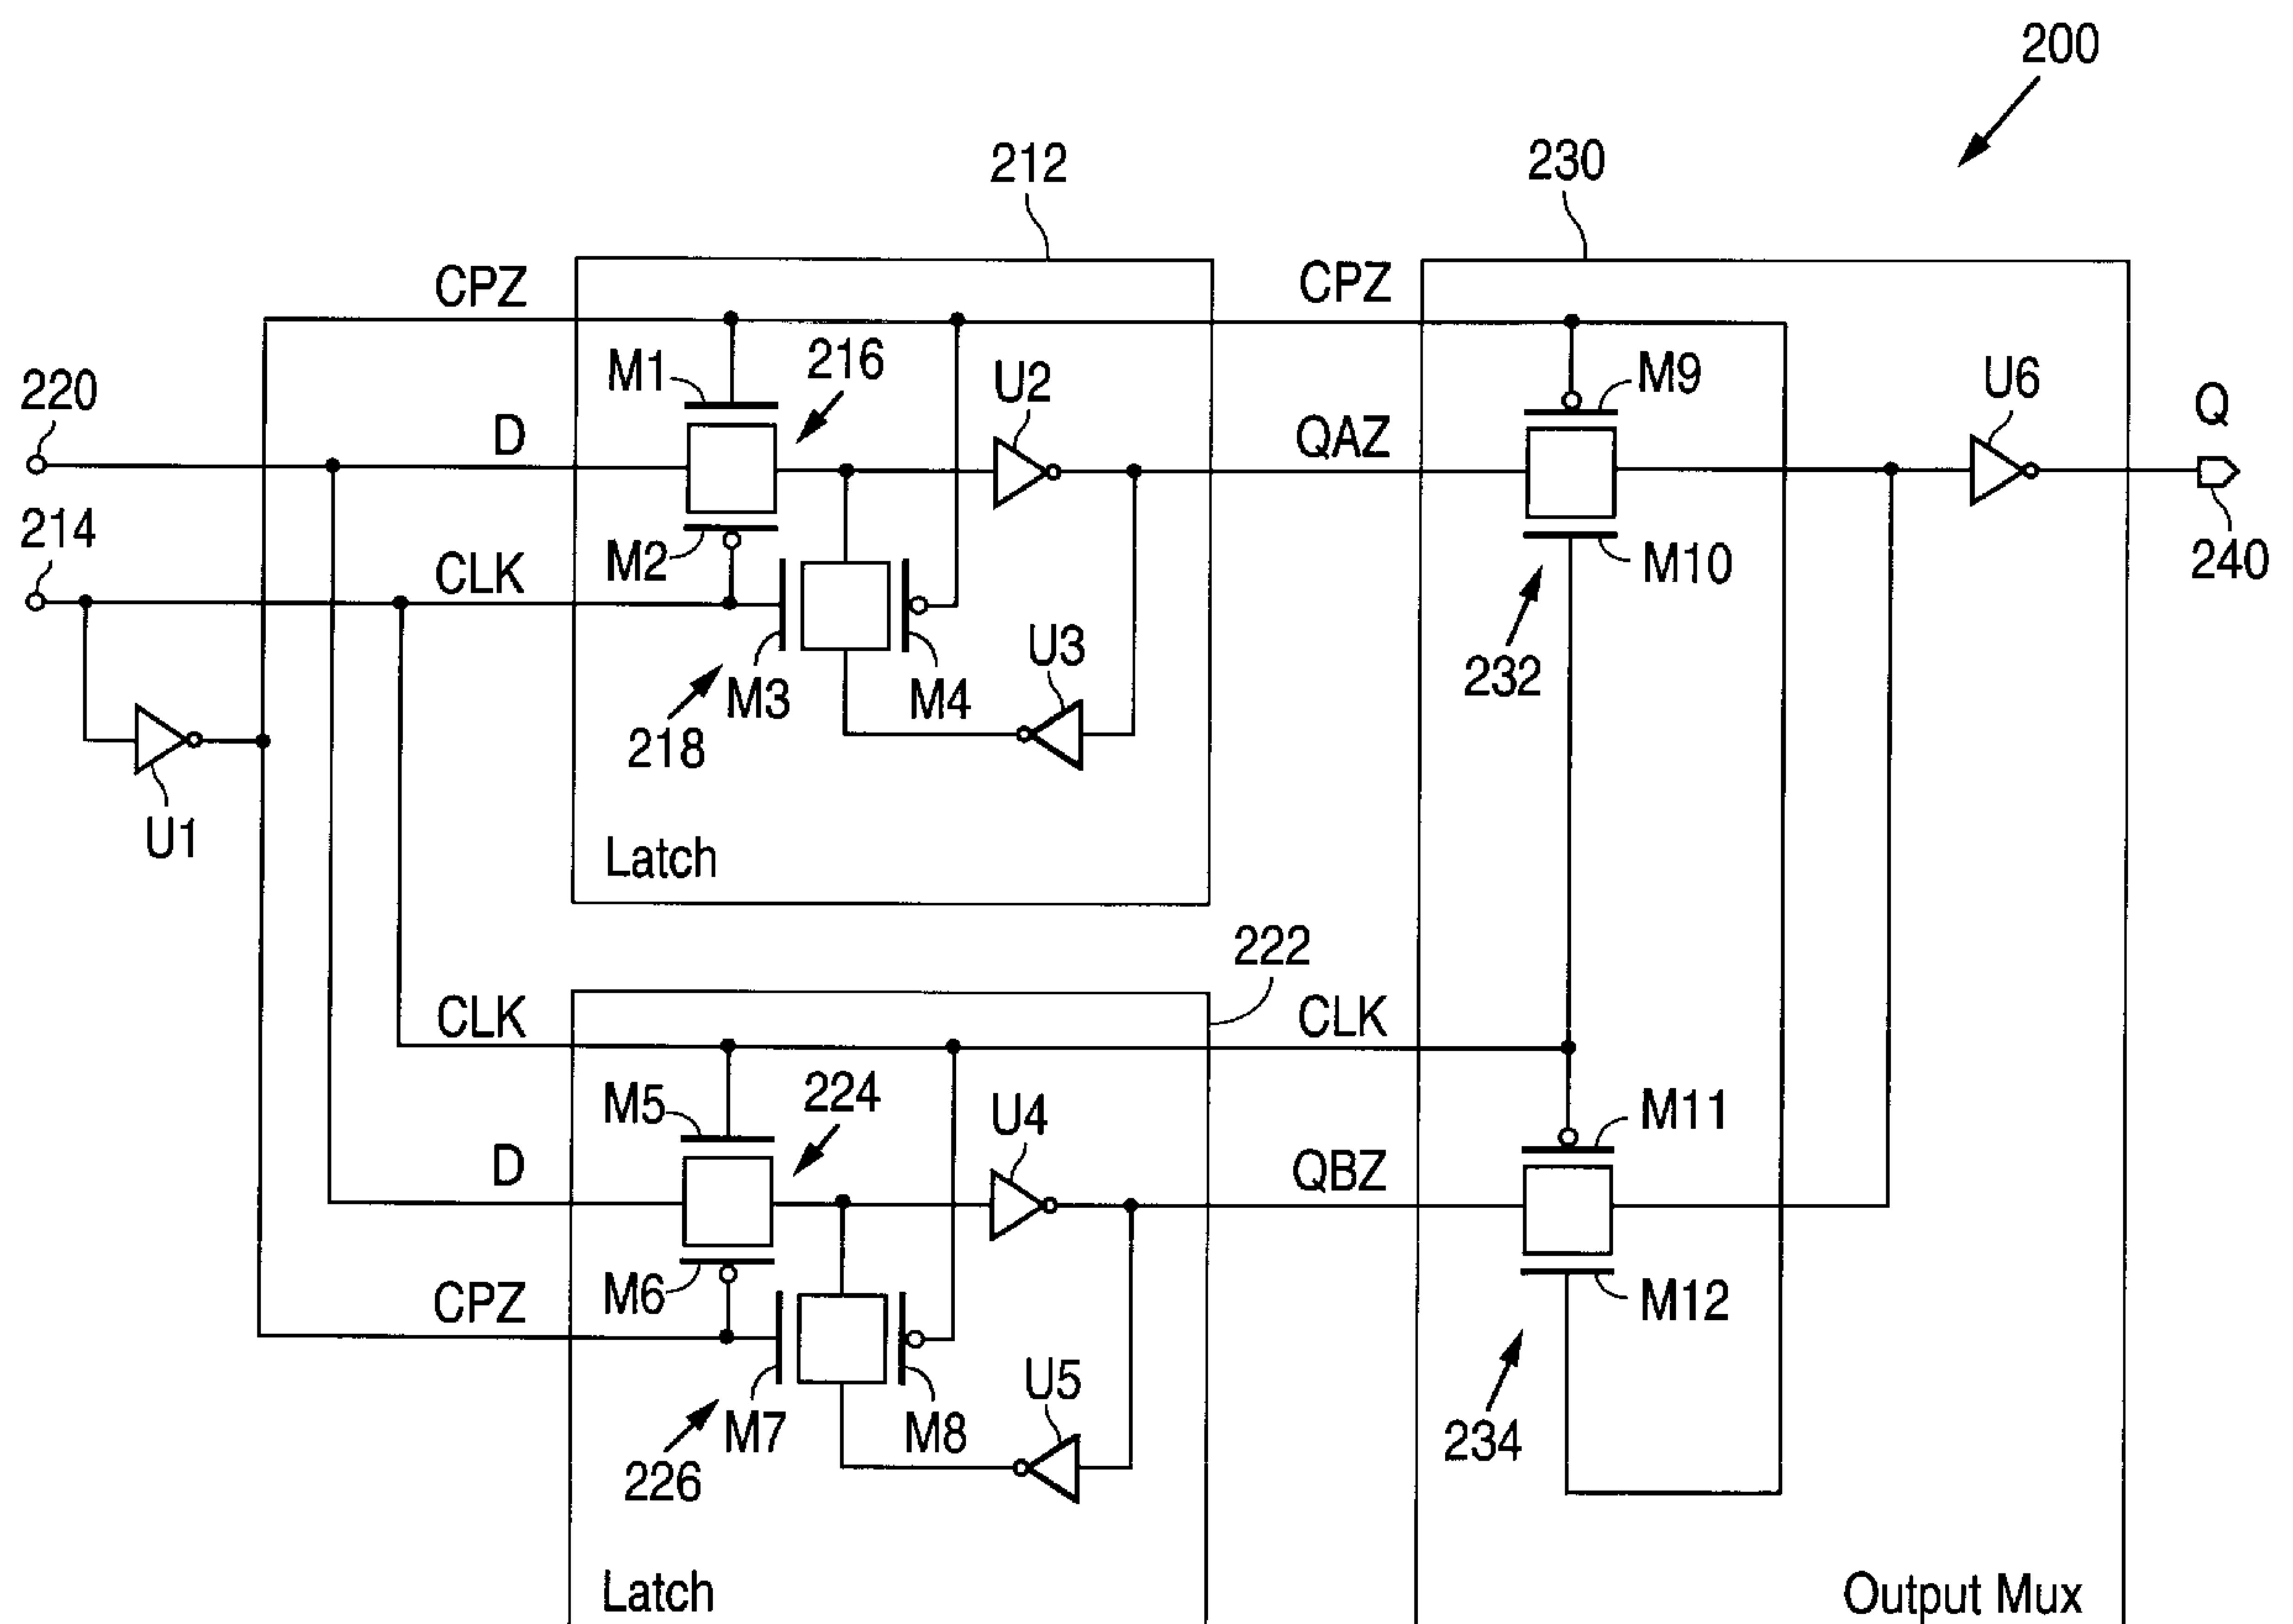 200
212
230
CPZ
CPZ
M1
216
U2
M9
U6
Q
220
D
QAZ
214
M2
CLK
M10
240
U3
232
M3
M4
218
U1
Latch
222
CLK
CLK
M5
224
U4
M11
D
QBZ
CPZ
M6
M12
U5
M7
M8
234
226
Latch
Output Mux